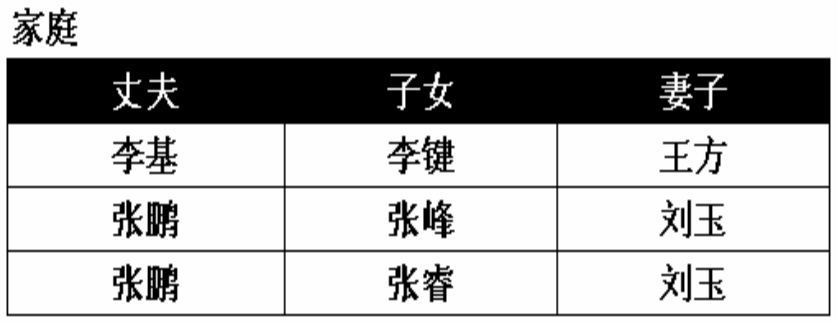 家庭
丈夫 子女 妻子
李基 李键 王方
张鹏 张峰 刘玉
张鹏 张睿 刘玉